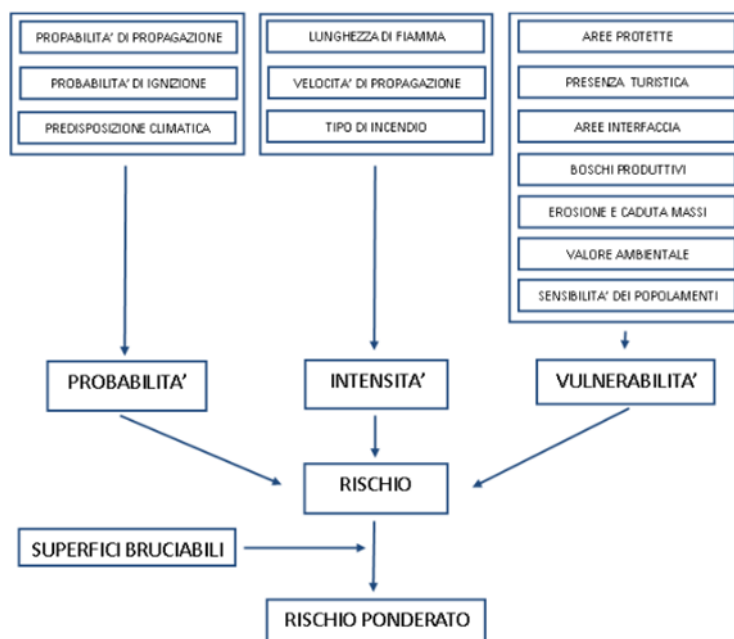 PROPABILITA' DI PROPAGAZIONE
PROBABILITA' DI IGNIZIONE
PREDISPOSIZIONE CLIMATICA
LUNGHEZZA DI FIAMMA
VELOCITA' DI PROPAGAZIONE
TIPO DI INCENDIO
AREE PROTETTE
PRESENZA TURISTICA
AREE INTERFACCIA
BOSCHI PRODUTTIVI
EROSIONE E CADUTA MASSI
VALORE AMBIENTALE
SENSIBILITA' DEI POPOLAMENTI
PROBABILITA'
INTENSITA'
VULNERABILITA'
RISCHIO
SUPERFICI BRUCIABILI
RISCHIO PONDERATO